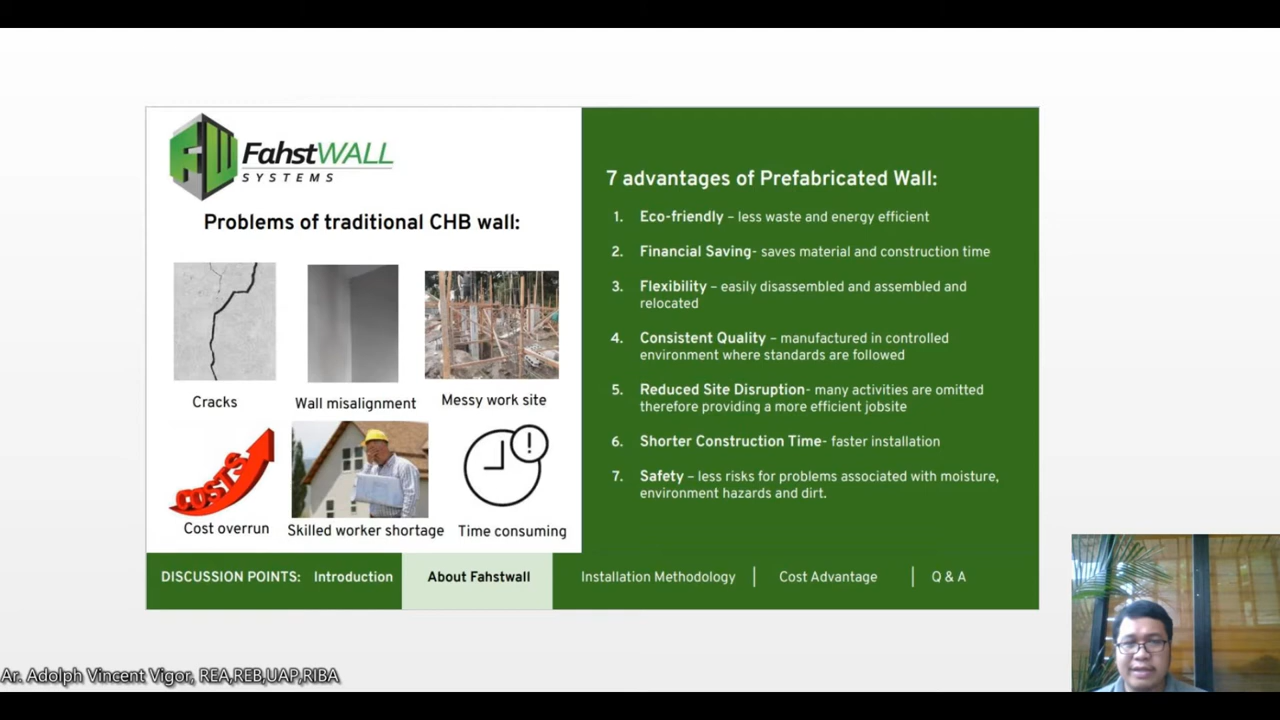 FW
FahstWALL
SYSTEMS
Problems of traditional CHB wall:
Cracks
Wall misalignment
Messy work site
COSTS
Cost overrun
Skilled worker shortage
!
Time consuming
7 advantages of Prefabricated Wall:
1. Eco-friendly – less waste and energy efficient
2. Financial Saving- saves material and construction time
3. Flexibility – easily disassembled and assembled and
relocated
4. Consistent Quality – manufactured in controlled
environment where standards are followed
5. Reduced Site Disruption- many activities are omitted
therefore providing a more efficient jobsite
6. Shorter Construction Time- faster installation
7. Safety – less risks for problems associated with moisture,
environment hazards and dirt.
DISCUSSION POINTS: Introduction About Fahstwall Installation Methodology | Cost Advantage | Q & A
Ar. Adolph Vincent Vigor, REA,REB,UAP,RIBA